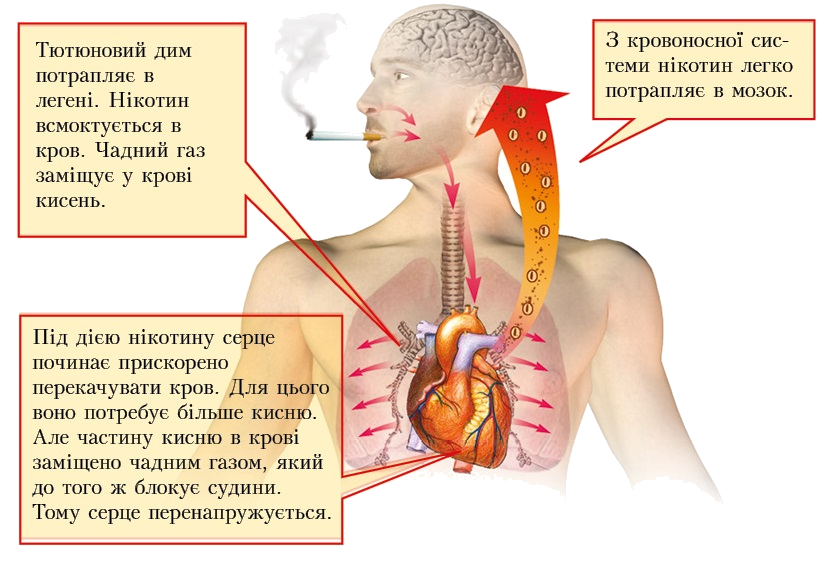 Тютюновий дим
потрапляє в
легені. Нікотин
всмоктується в
кров. Чадний газ
заміщує у крові
кисень.
З кровоносної сис-
теми нікотин легко
потрапляє в мозок.
Під дією нікотину серце
починає прискорено
перекачувати кров. Для цього
воно потребує більше кисню.
Але частину кисню в крові
заміщено чадним газом, який
до того ж блокує судини.
Тому серце перенапружується.